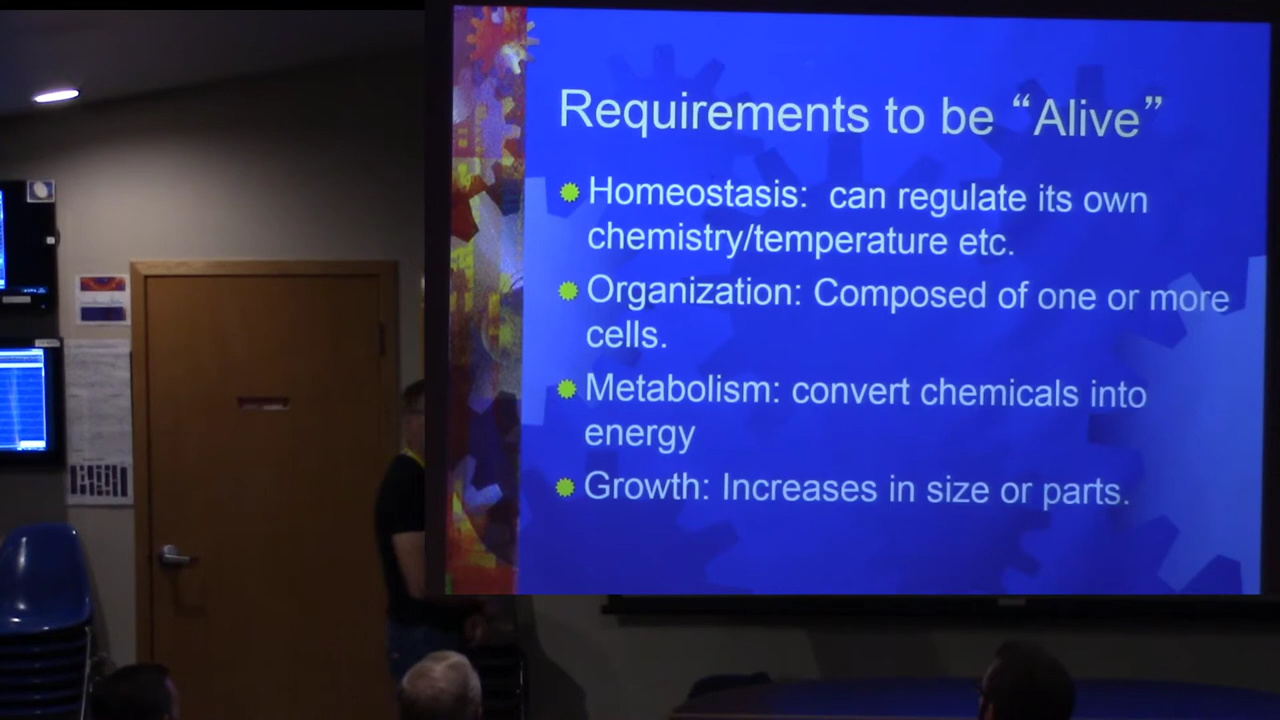 Requirements to be “Alive”
Homeostasis: can regulate its own
chemistry/temperature etc.
Organization: Composed of one or more
cells.
Metabolism: convert chemicals into
energy
Growth: Increases in size or parts.